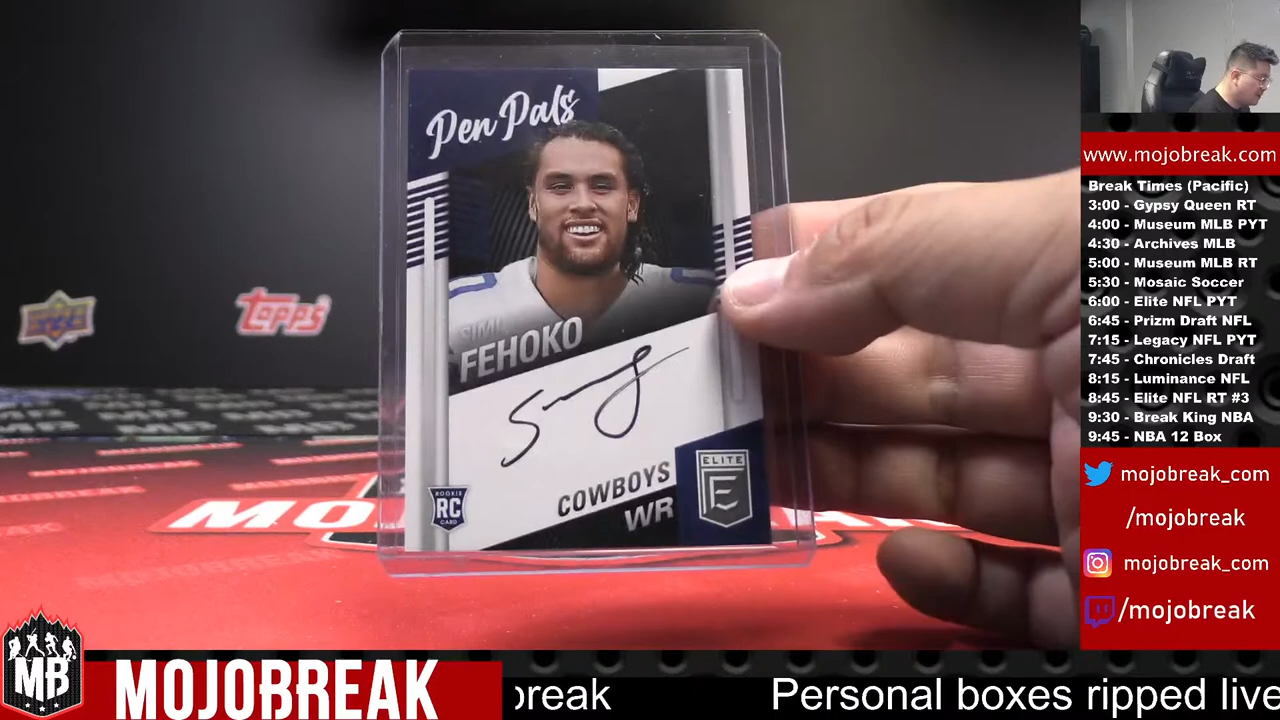 Pen Pals
SIMI
FEHOKO
COWBOYS
WR
ELITE
E
ROOKIE
RC
CARD
topps
www.mojobreak.com
Break Times (Pacific)
3:00 - Gypsy Queen RT
4:00 - Museum MLB PYT
4:30 - Archives MLB
5:00 - Museum MLB RT
5:30 - Mosaic Soccer
6:00 - Elite NFL PYT
6:45 - Prizm Draft NFL
7:15 - Legacy NFL PYT
7:45 - Chronicles Draft
8:15 - Luminance NFL
8:45 - Elite NFL RT #3
9:30 - Break King NBA
9:45 - NBA 12 Box
mojobreak_com
/mojobreak
mojobreak_com
/mojobreak
MB
MOJOBREAK
break
Personal boxes ripped live